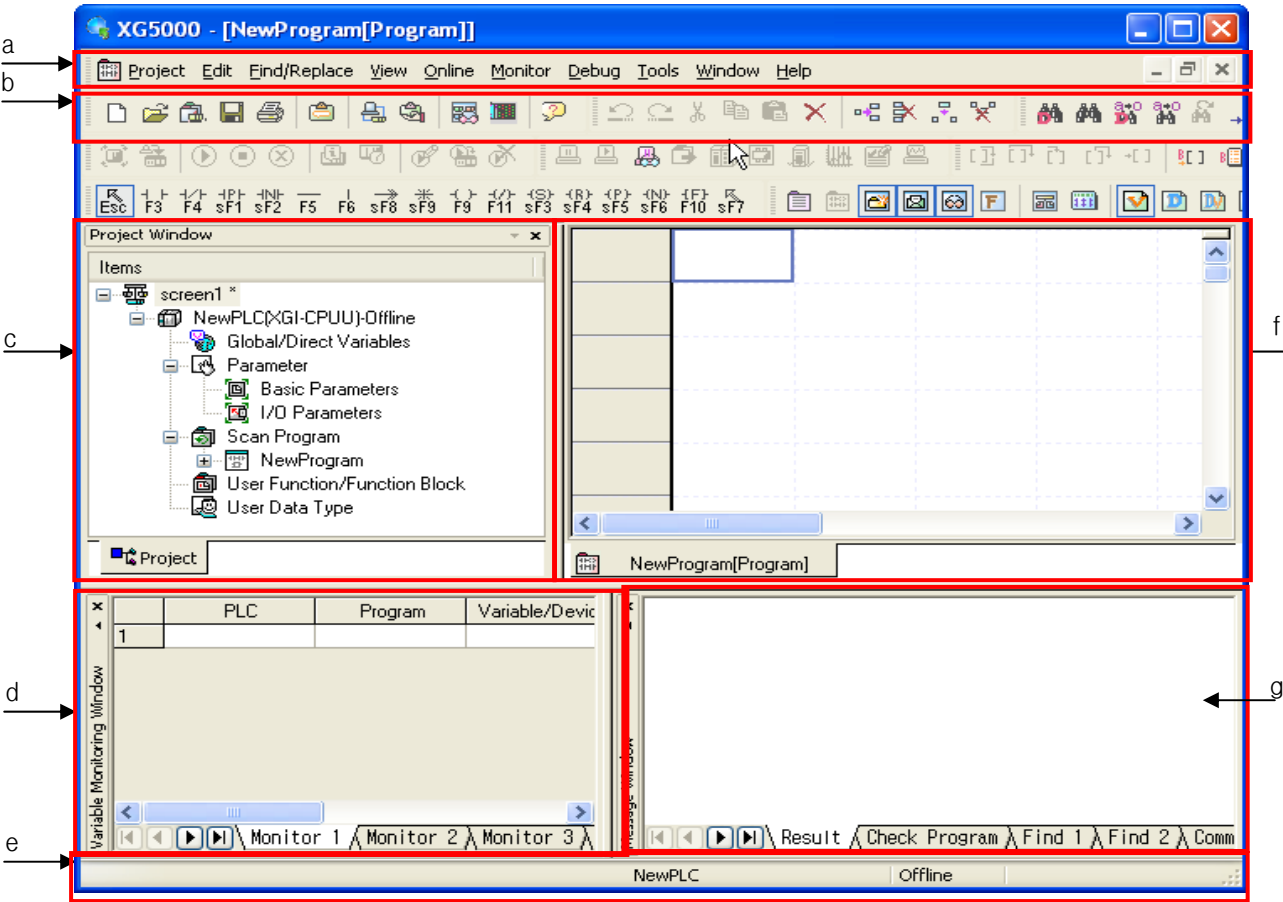 XG5000 - [NewProgram[Program]]
a
Project Edit Find/Replace View Online Monitor Debug Tools Window Help
b
Esc F3 F4 sF1 sF2 F5 F6 sF8 sF9 F9 F11 sF3 sF4 sF5 sF6 F10 sF7
Project Window
Items
screen1 *
NewPLC(XGI-CPUU)-Offline
Global/Direct Variables
Parameter
Basic Parameters
I/O Parameters
Scan Program
NewProgram
User Function/Function Block
User Data Type
Project
c
NewProgram[Program]
f
PLC Program Variable/Devic
1
Variable Monitoring Window
Monitor 1 Monitor 2 Monitor 3
d
Window
Result Check Program Find 1 Find 2 Comm
g
e
NewPLC Offline